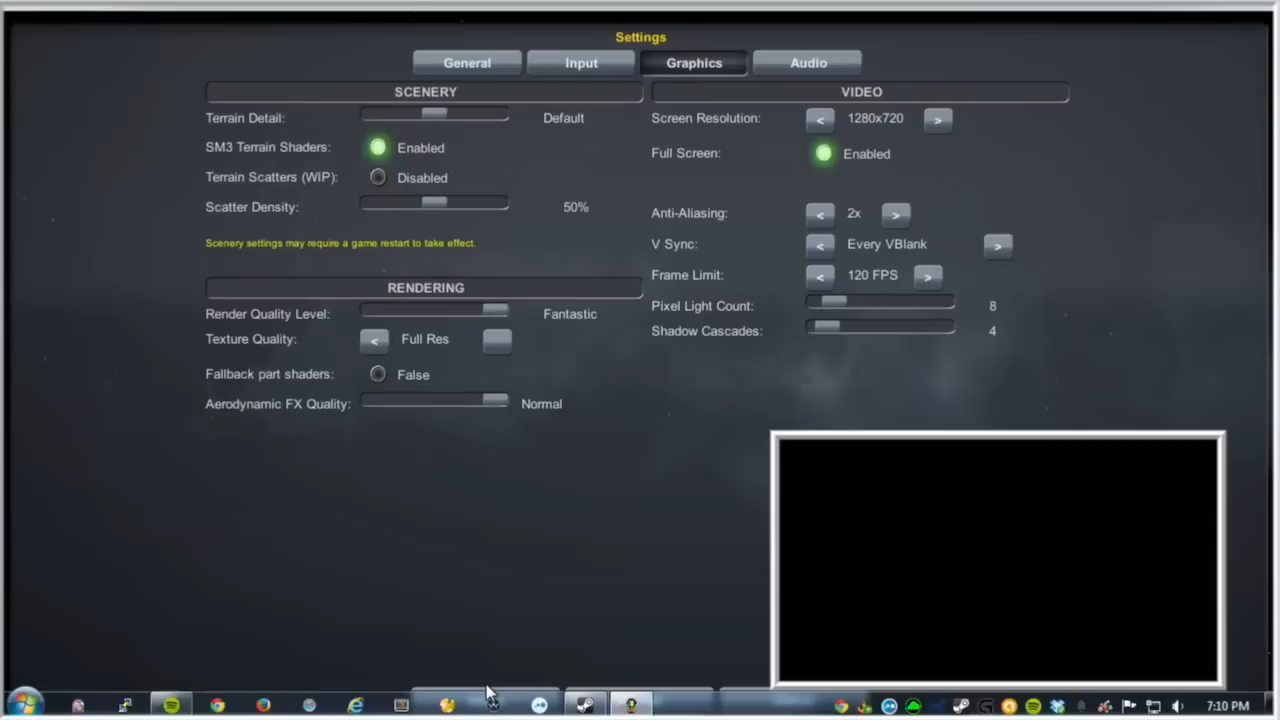 Settings
General Input Graphics Audio
SCENERY
Terrain Detail: Default
SM3 Terrain Shaders: Enabled
Terrain Scatters (WIP): Disabled
Scatter Density: 50%
Scenery settings may require a game restart to take effect.
RENDERING
Render Quality Level: Fantastic
Texture Quality: < Full Res
Fallback part shaders: False
Aerodynamic FX Quality: Normal
VIDEO
Screen Resolution: < 1280x720 >
Full Screen: Enabled
Anti-Aliasing: < 2x >
V Sync: < Every VBlank >
Frame Limit: < 120 FPS >
Pixel Light Count: 8
Shadow Cascades: 4
7:10 PM